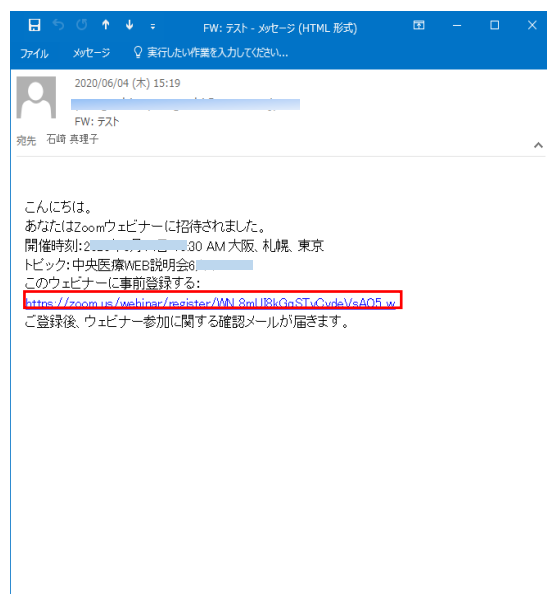 FW: テスト - メッセージ (HTML 形式)
ファイル メッセージ 実行したい作業を入力してください...
2020/06/04 (木) 15:19
FW: テスト
宛先 石﨑 真理子
こんにちは。
あなたはZoomウェビナーに招待されました。
開催時刻:2 30 AM 大阪、札幌、東京
トピック: 中央医療WEB説明会6
このウェビナーに事前登録する:
https://zoom.us/webinar/register/WN_8mUI8kGgSTyCvdeVsAO5_w
ご登録後、ウェビナー参加に関する確認メールが届きます。